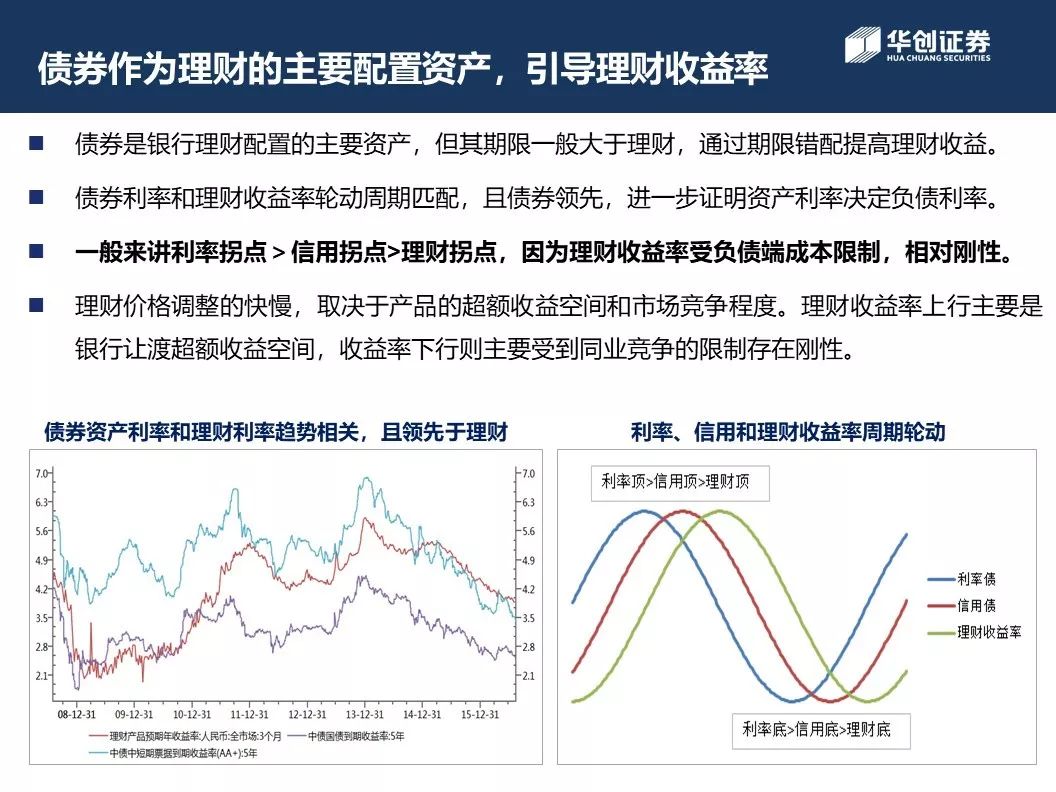 债券作为理财的主要配置资产，引导理财收益率
华创证券
HUA CHUANG SECURITIES
■ 债券是银行理财配置的主要资产，但其期限一般大于理财，通过期限错配提高理财收益。
■ 债券利率和理财收益率轮动周期匹配，且债券领先，进一步证明资产利率决定负债利率。
■ 一般来讲利率拐点＞信用拐点>理财拐点，因为理财收益率受负债端成本限制，相对刚性。
■ 理财价格调整的快慢，取决于产品的超额收益空间和市场竞争程度。理财收益率上行主要是
银行让渡超额收益空间，收益率下行则主要受到同业竞争的限制存在刚性。
债券资产利率和理财利率趋势相关，且领先于理财
7.0 7.0
6.3 6.3
5.6 5.6
4.9 4.9
4.2 4.2
3.5 3.5
2.8 2.8
2.1 2.1
08-12-31 09-12-31 10-12-31 11-12-31 12-12-31 13-12-31 14-12-31 15-12-31
理财产品预期年收益率:人民币:全市场:3个月 中债国债到期收益率:5年
中债中短期票据到期收益率(AA+):5年
利率、信用和理财收益率周期轮动
利率顶>信用顶>理财顶
利率债
信用债
理财收益率
利率底>信用底>理财底